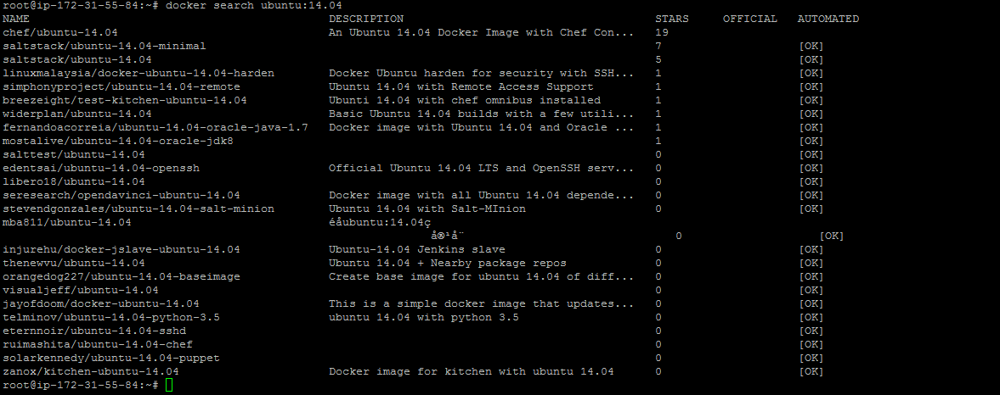 root@ip-172-31-55-84:~# docker search ubuntu:14.04
NAME DESCRIPTION STARS OFFICIAL AUTOMATED
chef/ubuntu-14.04 An Ubuntu 14.04 Docker Image with Chef Con... 19
saltstack/ubuntu-14.04-minimal 7 [OK]
saltstack/ubuntu-14.04 5 [OK]
linuxmalaysia/docker-ubuntu-14.04-harden Docker Ubuntu harden for security with SSH... 1 [OK]
simphonyproject/ubuntu-14.04-remote Ubuntu 14.04 with Remote Access Support 1 [OK]
breezeight/test-kitchen-ubuntu-14.04 Ubunti 14.04 with chef omnibus installed 1 [OK]
widerplan/ubuntu-14.04 Basic Ubuntu 14.04 builds with a few utili... 1 [OK]
fernandoacorreia/ubuntu-14.04-oracle-java-1.7 Docker image with Ubuntu 14.04 and Oracle ... 1 [OK]
mostalive/ubuntu-14.04-oracle-jdk8 1 [OK]
salttest/ubuntu-14.04 0 [OK]
edentsai/ubuntu-14.04-openssh Official Ubuntu 14.04 LTS and OpenSSH serv... 0 [OK]
libero18/ubuntu-14.04 0 [OK]
seresearch/opendavinci-ubuntu-14.04 Docker image with all Ubuntu 14.04 depende... 0 [OK]
stevendgonzales/ubuntu-14.04-salt-minion Ubuntu 14.04 with Salt-MInion 0 [OK]
mba811/ubuntu-14.04 éåubuntu:14.04ç
å®¹å¨ 0 [OK]
injurehu/docker-jslave-ubuntu-14.04 Ubuntu-14.04 Jenkins slave 0 [OK]
thenewvu/ubuntu-14.04 Ubuntu 14.04 + Nearby package repos 0 [OK]
orangedog227/ubuntu-14.04-baseimage Create base image for ubuntu 14.04 of diff... 0 [OK]
visualjeff/ubuntu-14.04 0 [OK]
jayofdoom/docker-ubuntu-14.04 This is a simple docker image that updates... 0 [OK]
telminov/ubuntu-14.04-python-3.5 ubuntu 14.04 with python 3.5 0 [OK]
eternnoir/ubuntu-14.04-sshd 0 [OK]
ruimashita/ubuntu-14.04-chef 0 [OK]
solarkennedy/ubuntu-14.04-puppet 0 [OK]
zanox/kitchen-ubuntu-14.04 Docker image for kitchen with ubuntu 14.04 0 [OK]
root@ip-172-31-55-84:~#